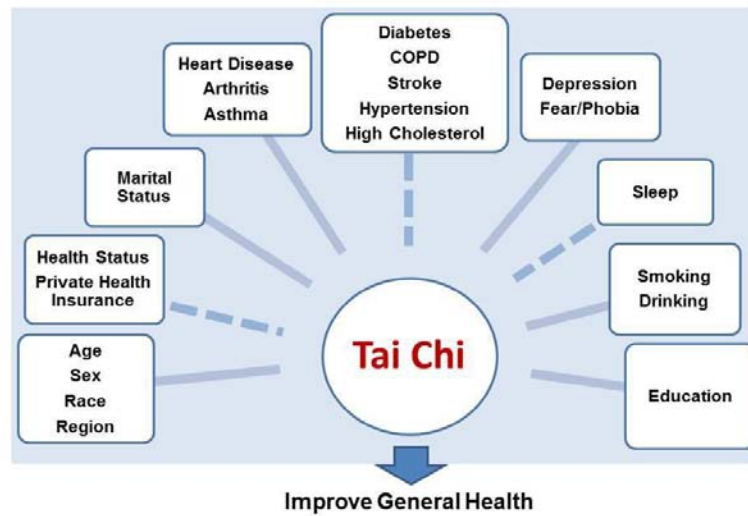 Diabetes
COPD
Stroke
Hypertension
High Cholesterol
Heart Disease
Arthritis
Asthma
Depression
Fear/Phobia
Marital
Status
Sleep
Health Status
Private Health
Insurance
Smoking
Drinking
Tai Chi
Age
Sex
Race
Region
Education
Improve General Health